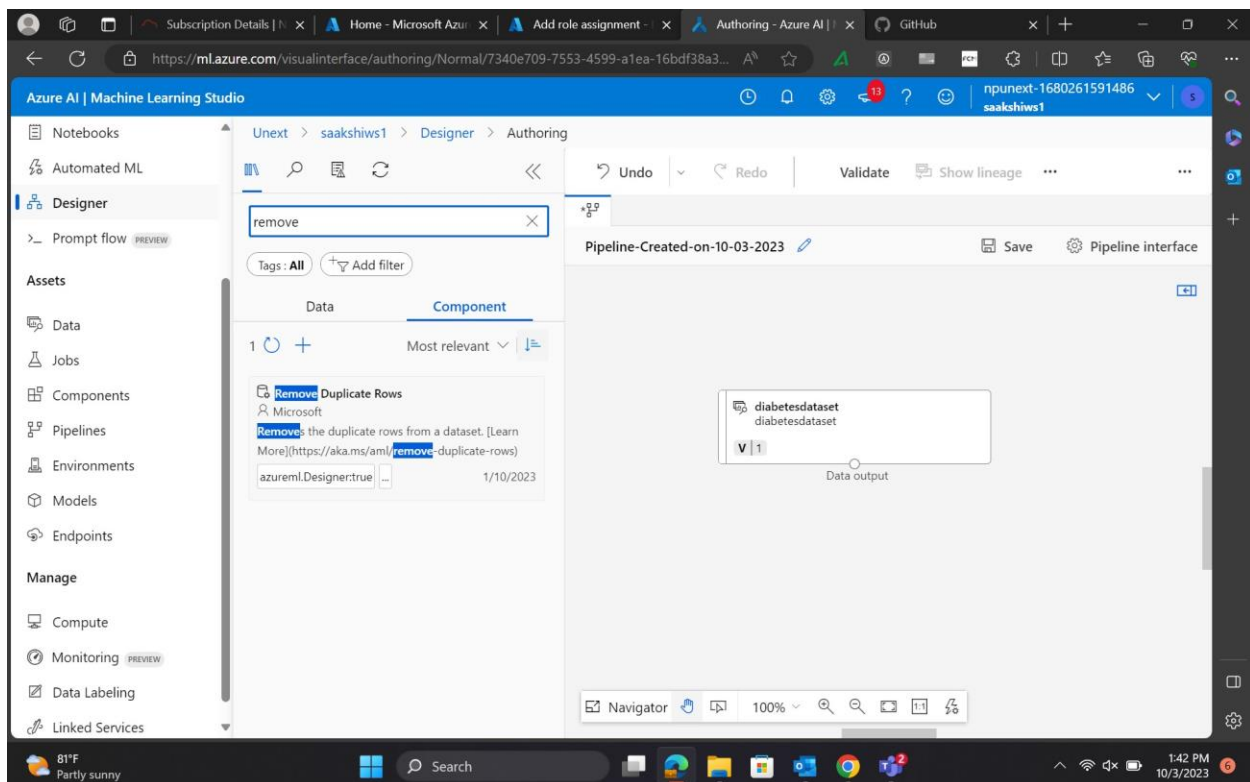 Subscription Details | N
Home - Microsoft Azur
Add role assignment -
Authoring - Azure AI |
GitHub
https://ml.azure.com/visualinterface/authoring/Normal/7340e709-7553-4599-a1ea-16bdf38a3...
Azure AI | Machine Learning Studio
13
npunext-1680261591486
saakshiws1
S
Notebooks
Automated ML
Designer
Prompt flow PREVIEW
Assets
Data
Jobs
Components
Pipelines
Environments
Models
Endpoints
Manage
Compute
Monitoring PREVIEW
Data Labeling
Linked Services
Unext > saakshiws1 > Designer > Authoring
remove
Tags : All
Add filter
Data
Component
1
Most relevant
Remove Duplicate Rows
Microsoft
Removes the duplicate rows from a dataset. [Learn
More](https://aka.ms/aml/remove-duplicate-rows)
azureml.Designer:true ...
1/10/2023
Undo
Redo
Validate
Show lineage
Pipeline-Created-on-10-03-2023
Save
Pipeline interface
diabetesdataset
diabetesdataset
V | 1
Data output
Navigator
100%
1:1
81°F
Partly sunny
Search
2
1:42 PM
10/3/2023
6